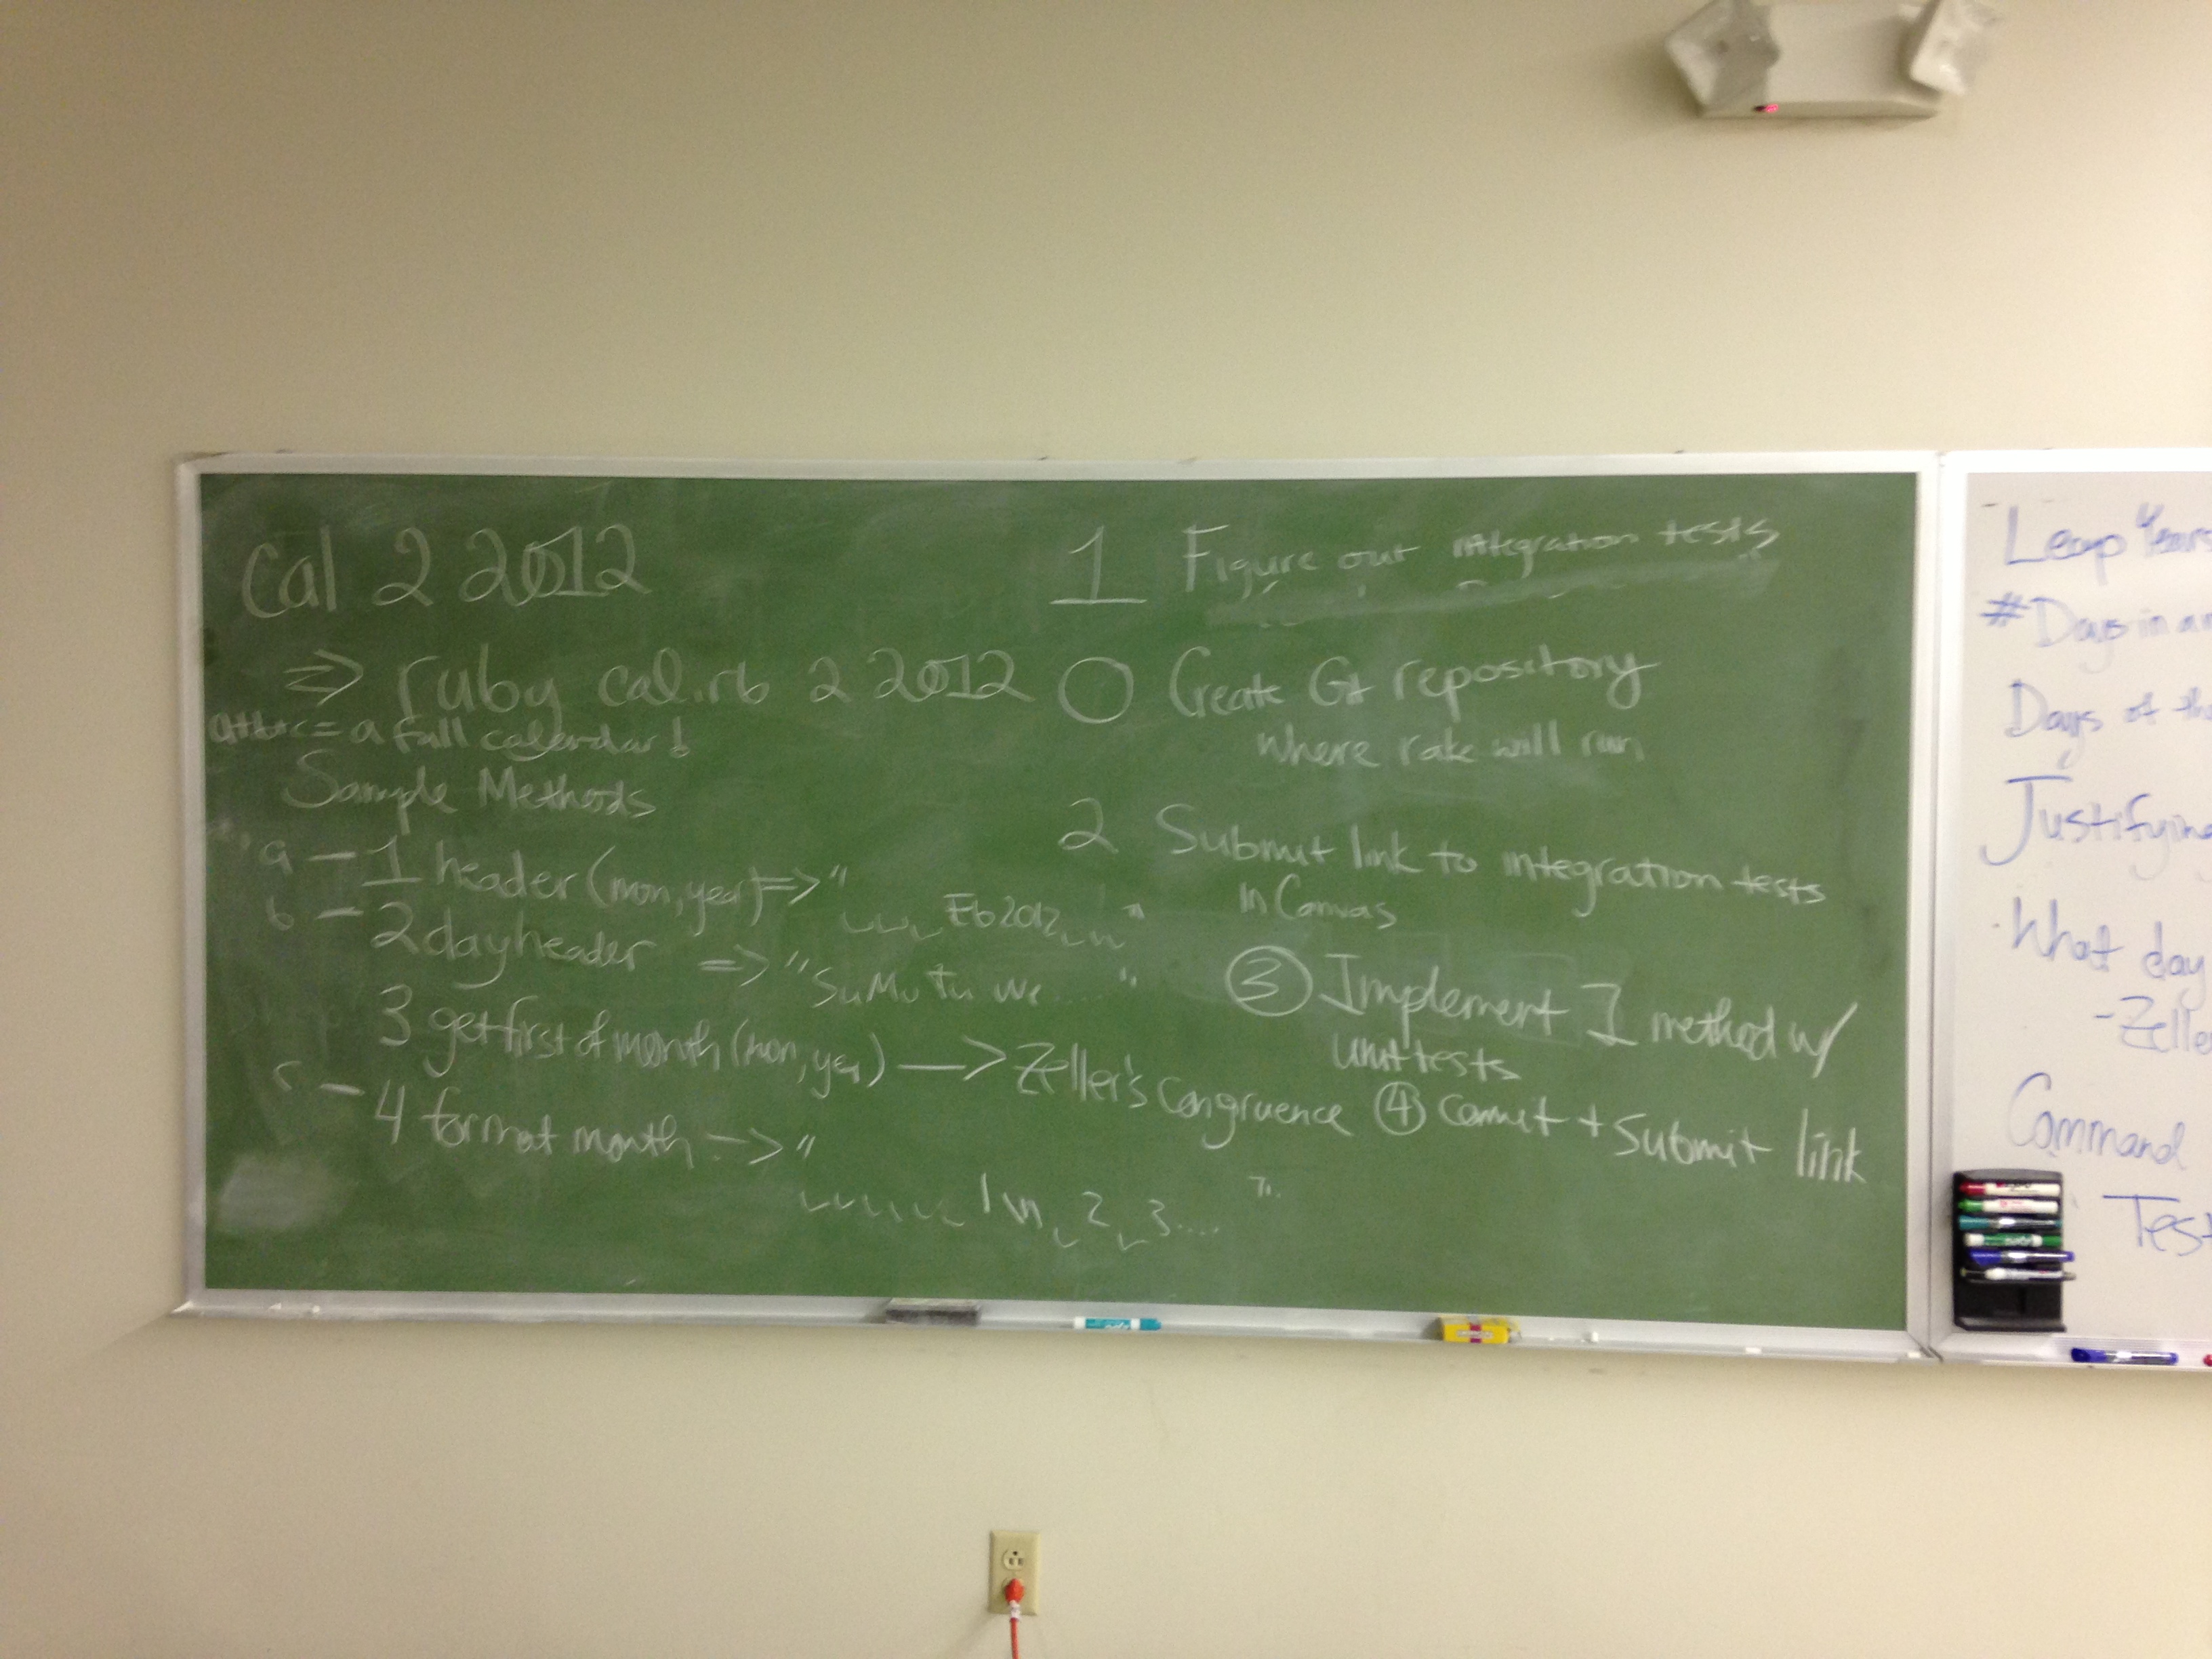 Cal 2 2012
=> ruby cal.rb 2 2012
a+b+c = a full calendar!
Sample Methods
a — 1 header (mon, year) => "
Feb 2012 \n"
b — 2 dayheader => "Su Mo Tu We ..... "
3 get first of month (mon, year) —> Zeller's Congruence
c — 4 format month -> "
1 \n 2 3 .... "
1 Figure out integration tests
0 Create Git repository
where rake will run
2 Submit link to integration tests
in Canvas
3 Implement 1 method w/
unit tests
4 Commit + Submit link
Leap Years
# Days in a
Days of th
Justifying
What day
- Zelle
Command
Test